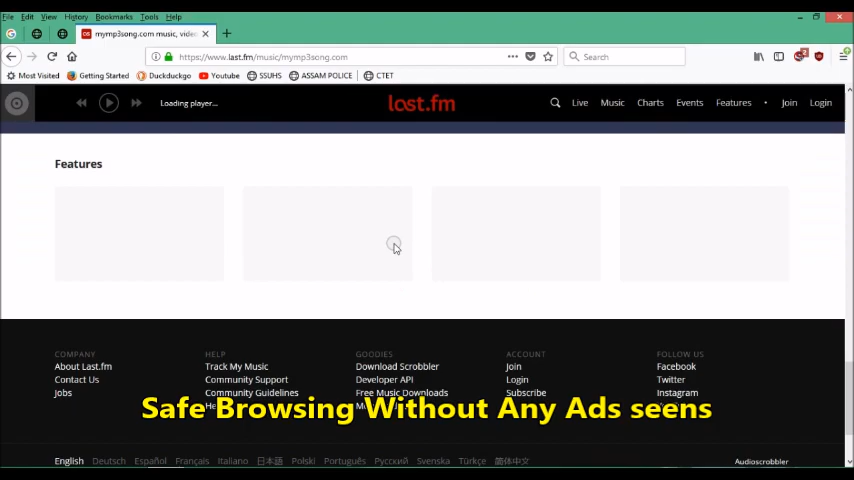 File Edit View History Bookmarks Tools Help
mymp3song.com music, video
https://www.last.fm/music/mymp3song.com
Search
2
Most Visited Getting Started Duckduckgo Youtube SSUHS ASSAM POLICE CTET
Loading player...
last.fm
Live Music Charts Events Features Join Login
Features
COMPANY HELP GOODIES ACCOUNT FOLLOW US
About Last.fm Track My Music Download Scrobbler Join Facebook
Contact Us Community Support Developer API Login Twitter
Jobs Community Guidelines Free Music Downloads Subscribe Instagram
Safe Browsing Without Any Ads seens
English Deutsch Español Français Italiano 日本語 Polski Português Русский Svenska Türkçe 简体中文
Audioscrobbler